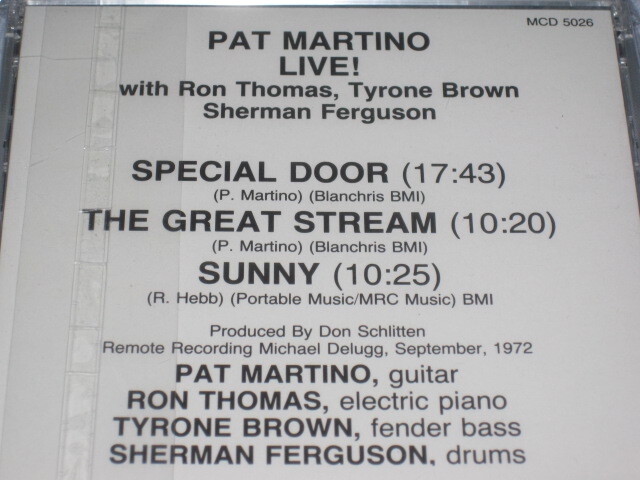 MCD 5026
PAT MARTINO
LIVE!
with Ron Thomas, Tyrone Brown
Sherman Ferguson
SPECIAL DOOR (17:43)
(P. Martino) (Blanchris BMI)
THE GREAT STREAM (10:20)
(P. Martino) (Blanchris BMI)
SUNNY (10:25)
(R. Hebb) (Portable Music/MRC Music) BMI
Produced By Don Schlitten
Remote Recording Michael Delugg, September, 1972
PAT MARTINO, guitar
RON THOMAS, electric piano
TYRONE BROWN, fender bass
SHERMAN FERGUSON, drums